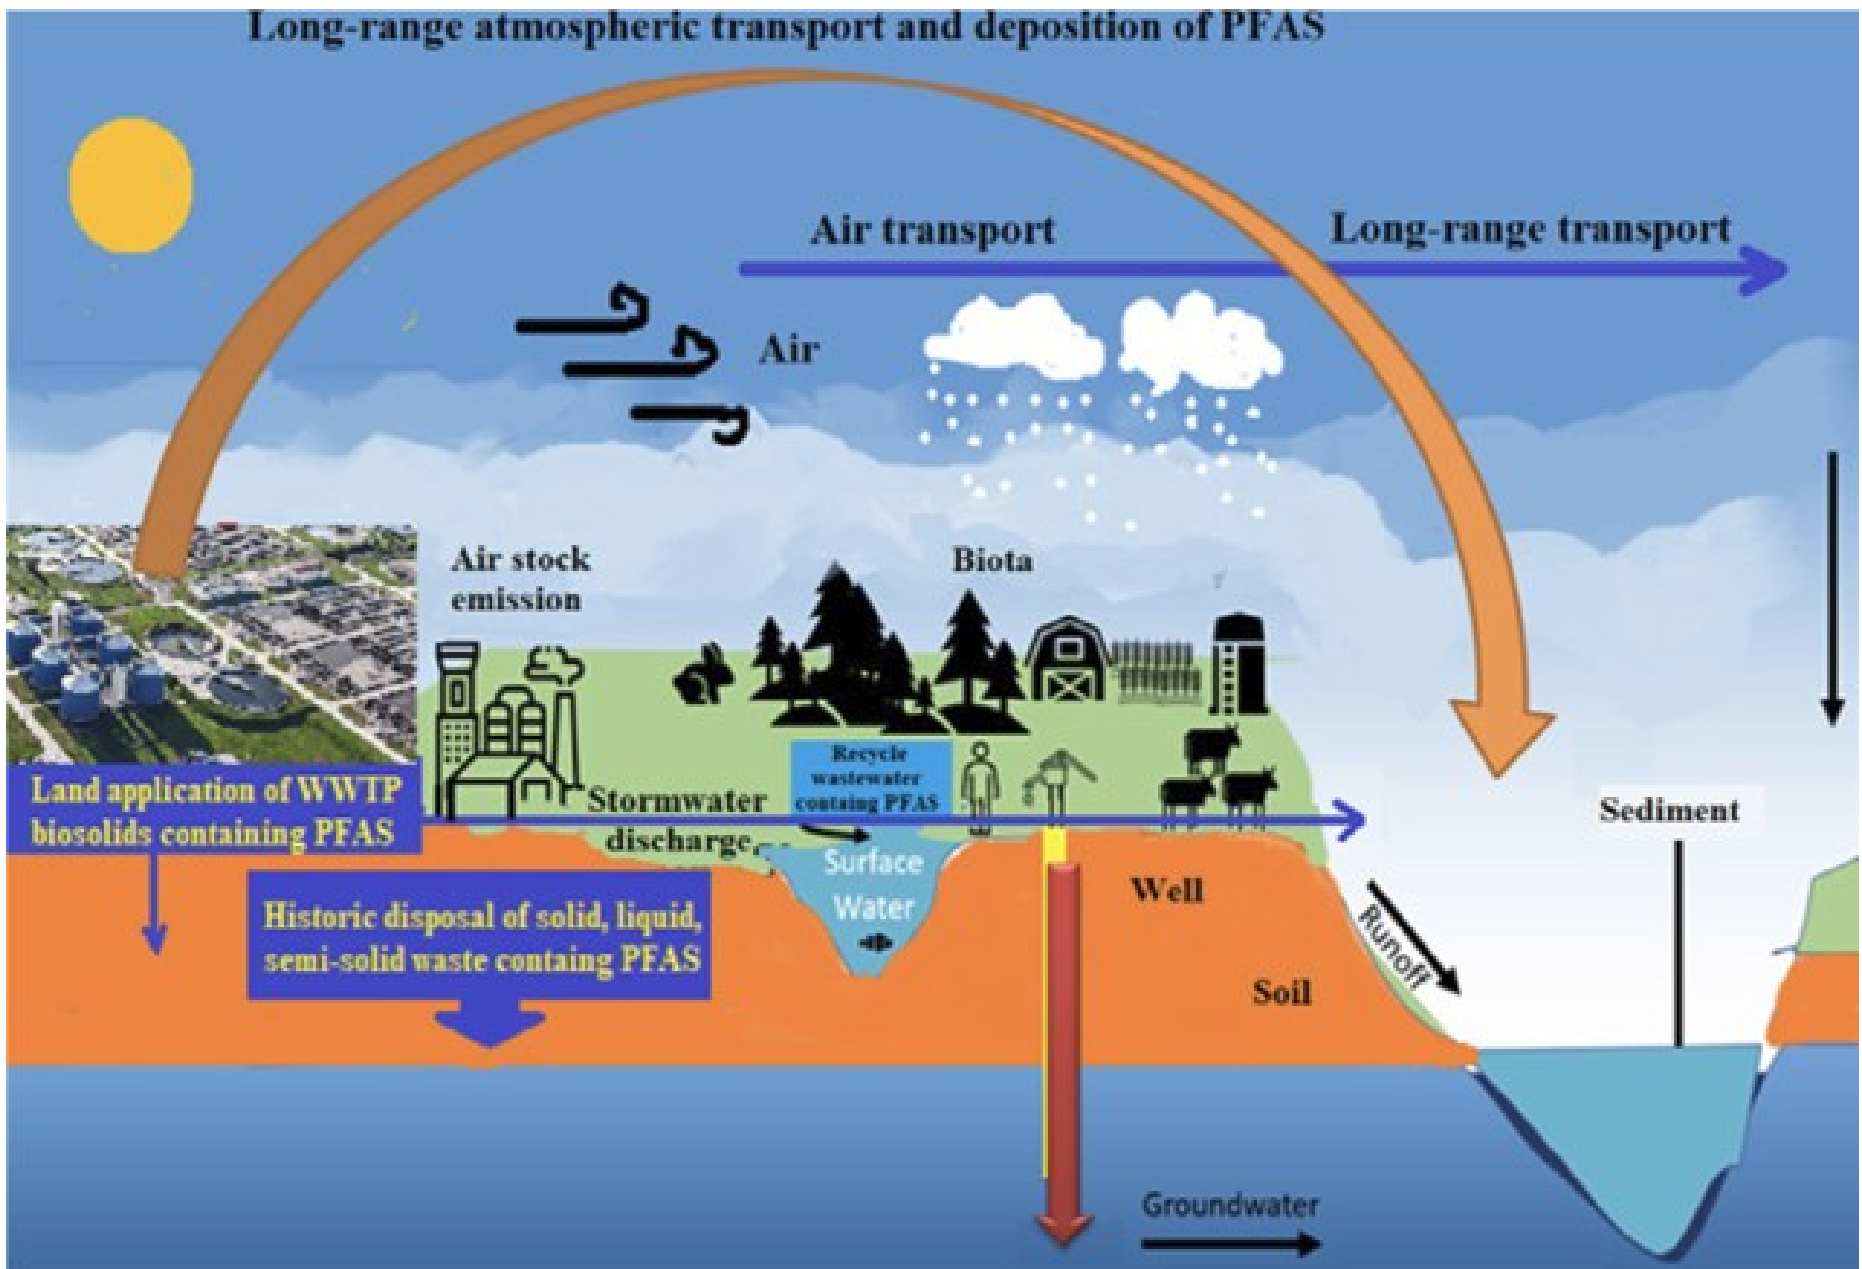 Long-range atmospheric transport and deposition of PFAS
Air transport
Long-range transport
Air
Air stock
emission
Biota
Recycle
wastewater
containg PFAS
Land application of WWTP
biosolids containing PFAS
Stormwater
discharge
Surface
Water
Sediment
Well
Historic disposal of solid, liquid,
semi-solid waste containg PFAS
Runoff
Soil
Groundwater